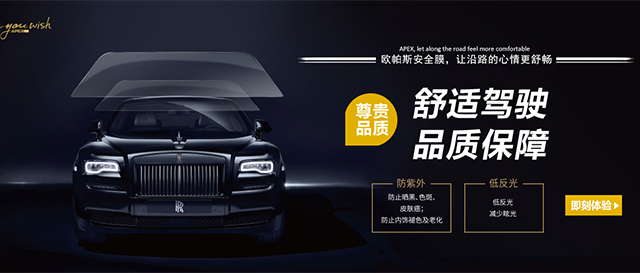 you wish
APEX
APEX, let along the road feel more comfortable
欧帕斯安全膜，让沿路的心情更舒畅
尊贵
品质
舒适驾驶
品质保障
防紫外
防止晒黑、色斑、
皮肤癌；
防止内饰褪色及老化
低反光
低反光
减少眩光
即刻体验
RR